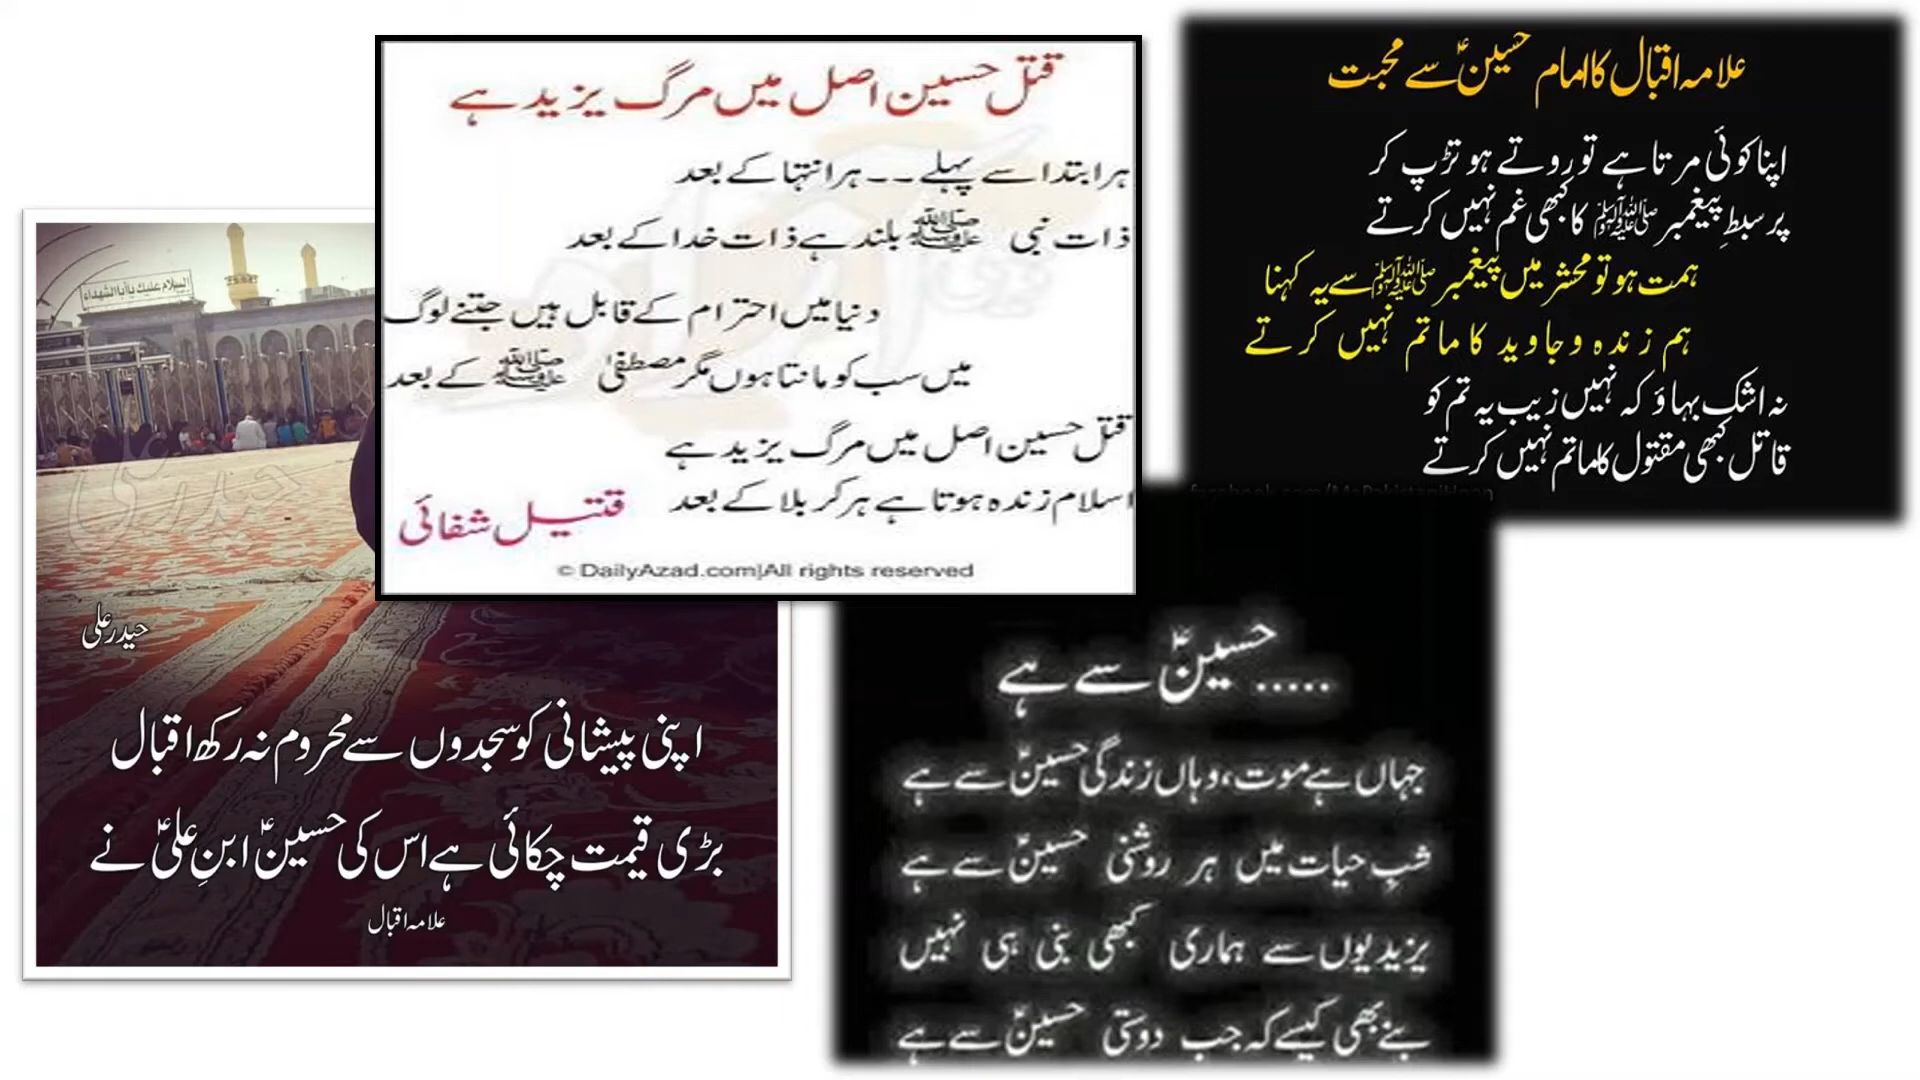 قتل حسین اصل میں مرگ یزید ہے
ہر ابتدا سے پہلے۔۔ ہر انتہا کے بعد
ذات نبی ﷺ بلند ہے ذات خدا کے بعد
دنیا میں احترام کے قابل ہیں جتنے لوگ
میں سب کو مانتا ہوں مگر مصطفیٰ ﷺ کے بعد
قتل حسین اصل میں مرگ یزید ہے
اسلام زندہ ہوتا ہے ہر کربلا کے بعد
قتیل شفائی
© DailyAzad.com|All rights reserved
علامہ اقبال کا امام حسینؑ سے محبت
اپنا کوئی مرتا ہے تو روتے ہو تڑپ کر
پر سبطِ پیغمبر ﷺ کا کبھی غم نہیں کرتے
ہمت ہو تو محشر میں پیغمبر ﷺ سے یہ کہنا
ہم زندہ و جاوید کا ماتم نہیں کرتے
نہ اشک بہاؤ کہ نہیں زیب یہ تم کو
قاتل کبھی مقتول کا ماتم نہیں کرتے
السلام عليك يا أبا الشهداء
حیدری
حیدر علی
اپنی پیشانی کو سجدوں سے محروم نہ رکھ اقبال
بڑی قیمت چکائی ہے اس کی حسینؑ ابنِ علیؑ نے
علامہ اقبال
.....حسینؑ سے ہے
جہاں ہے موت، وہاں زندگی حسینؑ سے ہے
شبِ حیات میں ہر روشنی حسینؑ سے ہے
یزیدیوں سے ہماری کبھی بنی ہی نہیں
بنے بھی کیسے کہ جب دوستی حسینؑ سے ہے